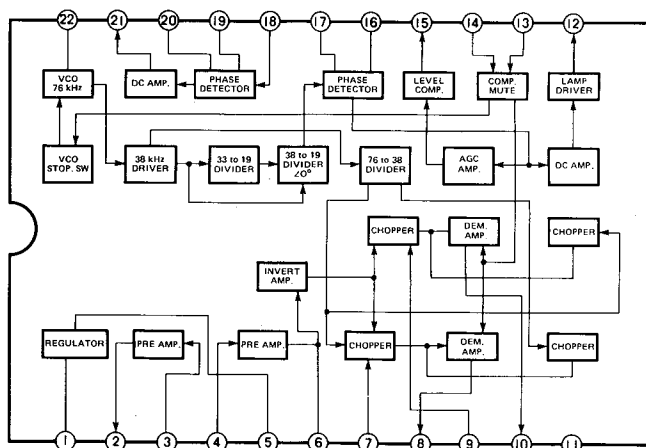 22 21 20 19 18 17 16 15 14 13 12
VCO
76 kHz
DC AMP.
PHASE
DETECTOR
PHASE
DETECTOR
LEVEL
COMP.
COMP.
MUTE
LAMP
DRIVER
VCO
STOP. SW
38 kHz
DRIVER
33 to 19
DIVIDER
38 to 19
DIVIDER
∠0°
76 to 38
DIVIDER
AGC
AMP.
DC AMP.
CHOPPER
DEM.
AMP.
CHOPPER
INVERT
AMP.
REGULATOR
PRE AMP.
PRE AMP.
CHOPPER
DEM.
AMP.
CHOPPER
1 2 3 4 5 6 7 8 9 10 11